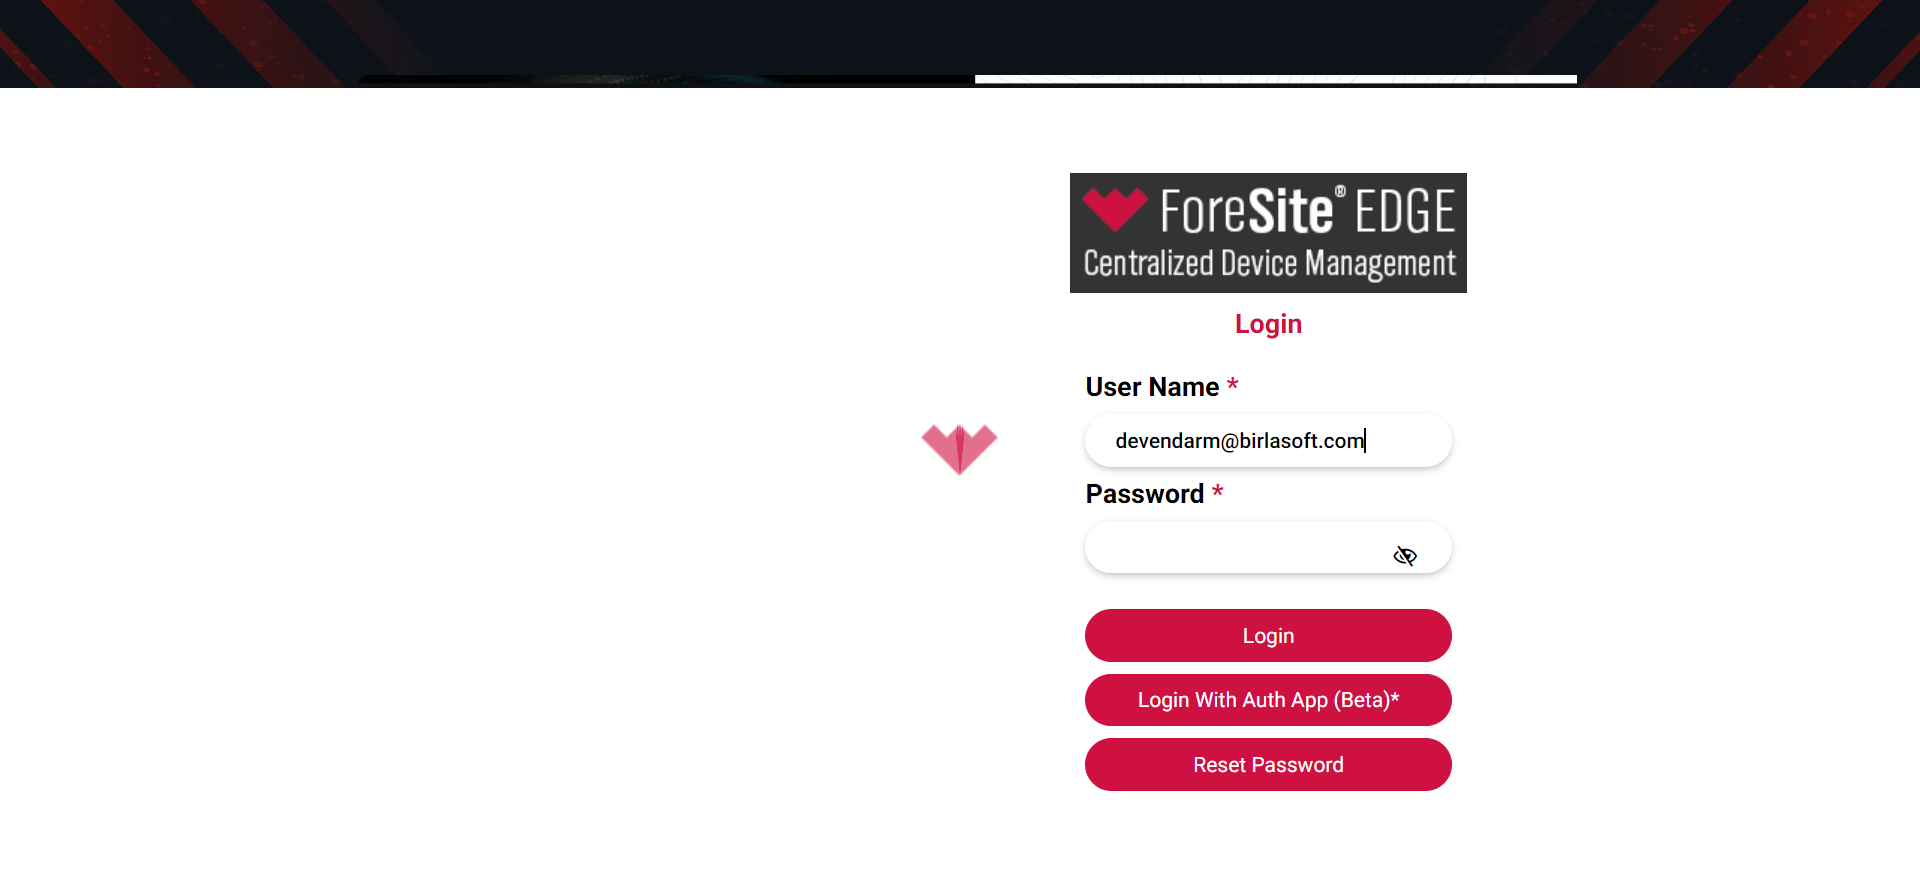 ForeSite® EDGE
Centralized Device Management
Login
User Name *
devendarm@birlasoft.com
Password *
Login
Login With Auth App (Beta)*
Reset Password